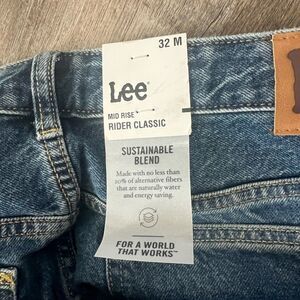 32 M
Lee®
MID RISE
RIDER CLASSIC
SUSTAINABLE
BLEND
Made with no less than
20% of alternative fibers
that are naturally water
and energy saving.
FOR A WORLD
THAT WORKS™